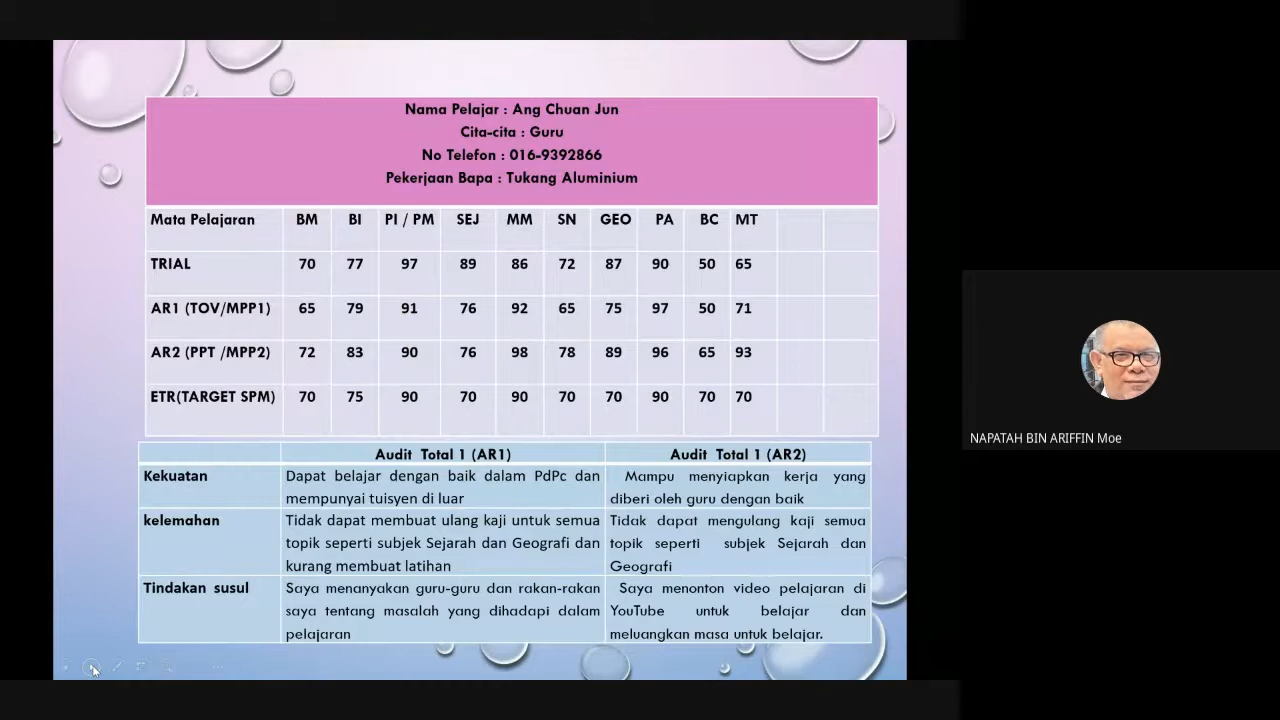 Nama Pelajar : Ang Chuan Jun
Cita-cita : Guru
No Telefon : 016-9392866
Pekerjaan Bapa : Tukang Aluminium
Mata Pelajaran BM BI PI / PM SEJ MM SN GEO PA BC MT
TRIAL 70 77 97 89 86 72 87 90 50 65
AR1 (TOV/MPP1) 65 79 91 76 92 65 75 97 50 71
AR2 (PPT /MPP2) 72 83 90 76 98 78 89 96 65 93
ETR(TARGET SPM) 70 75 90 70 90 70 70 90 70 70
Audit Total 1 (AR1) Audit Total 1 (AR2)
Kekuatan
Dapat belajar dengan baik dalam PdPc dan
mempunyai tuisyen di luar
Mampu menyiapkan kerja yang
diberi oleh guru dengan baik
kelemahan
Tidak dapat membuat ulang kaji untuk semua
topik seperti subjek Sejarah dan Geografi dan
kurang membuat latihan
Tidak dapat mengulang kaji semua
topik seperti subjek Sejarah dan
Geografi
Tindakan susul
Saya menanyakan guru-guru dan rakan-rakan
saya tentang masalah yang dihadapi dalam
pelajaran
Saya menonton video pelajaran di
YouTube untuk belajar dan
meluangkan masa untuk belajar.
NAPATAH BIN ARIFFIN Moe